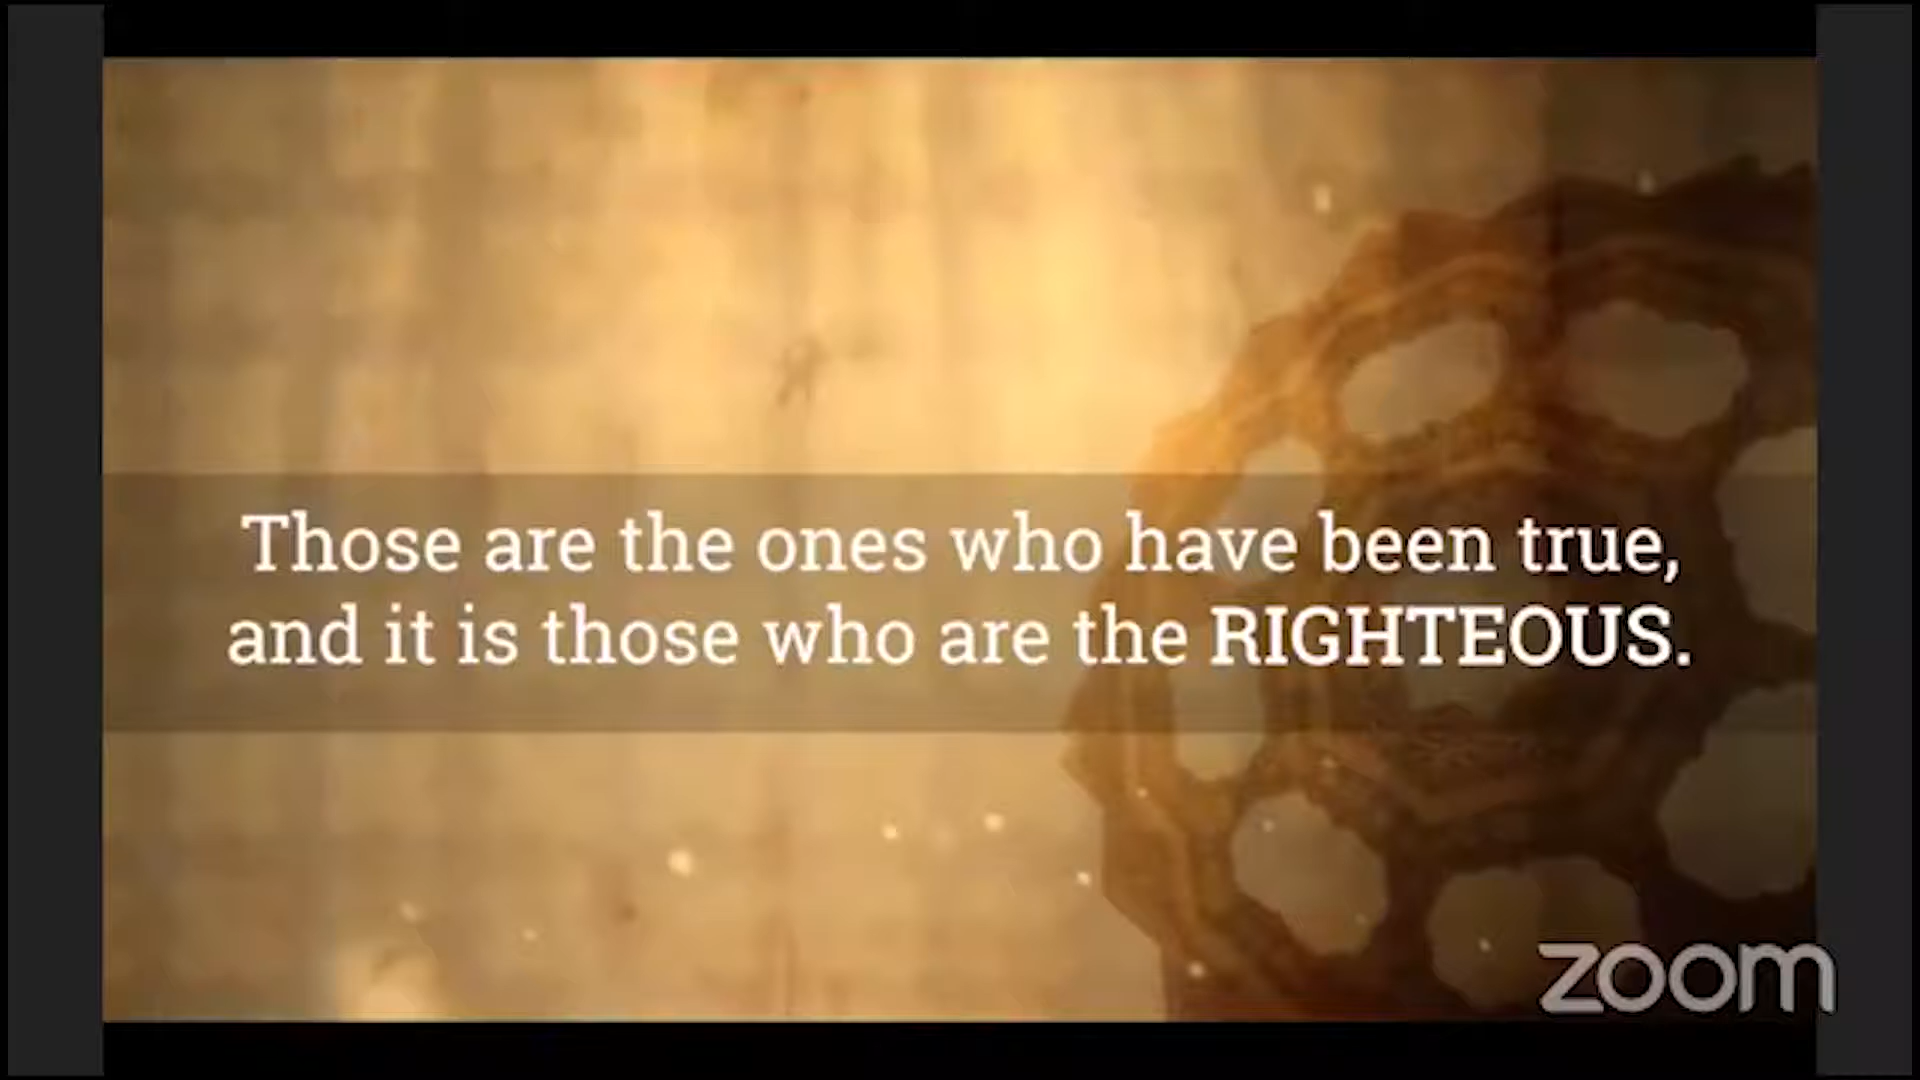 Those are the ones who have been true,
and it is those who are the RIGHTEOUS.
zoom